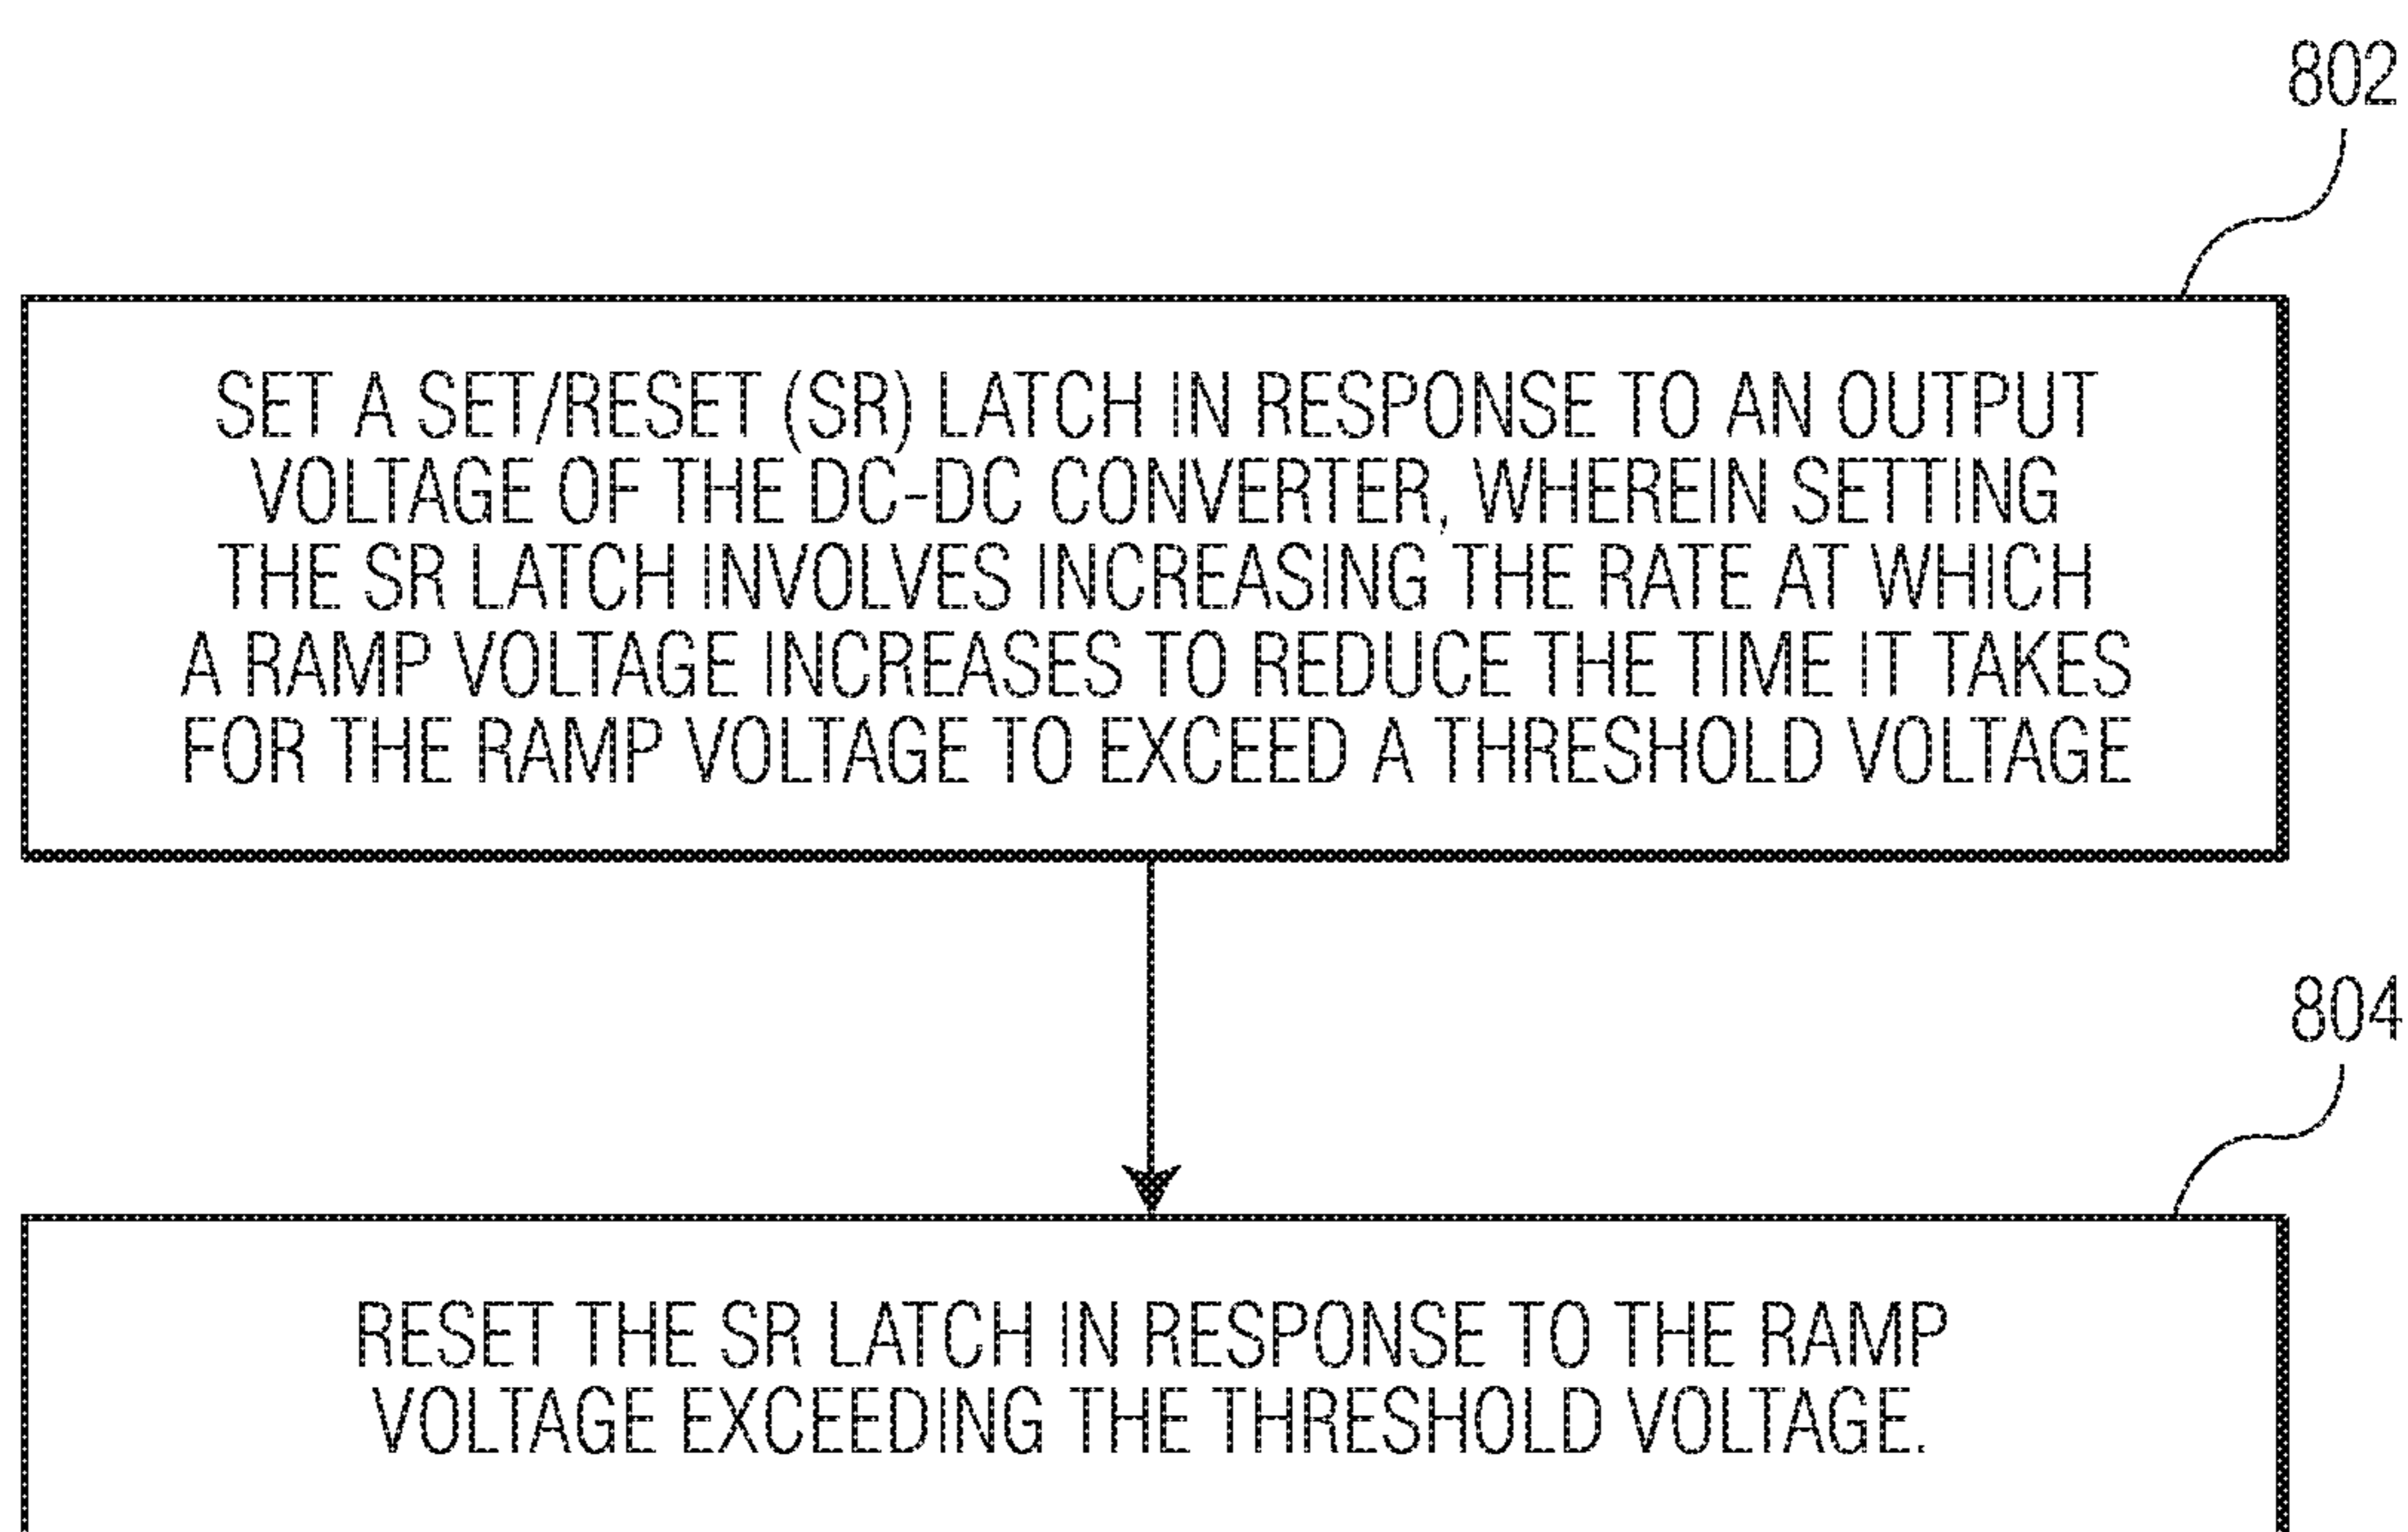 802
SET A SET/RESET (SR) LATCH IN RESPONSE TO AN OUTPUT
VOLTAGE OF THE DC-DC CONVERTER, WHEREIN SETTING
THE SR LATCH INVOLVES INCREASING THE RATE AT WHICH
A RAMP VOLTAGE INCREASES TO REDUCE THE TIME IT TAKES
FOR THE RAMP VOLTAGE TO EXCEED A THRESHOLD VOLTAGE
804
RESET THE SR LATCH IN RESPONSE TO THE RAMP
VOLTAGE EXCEEDING THE THRESHOLD VOLTAGE.